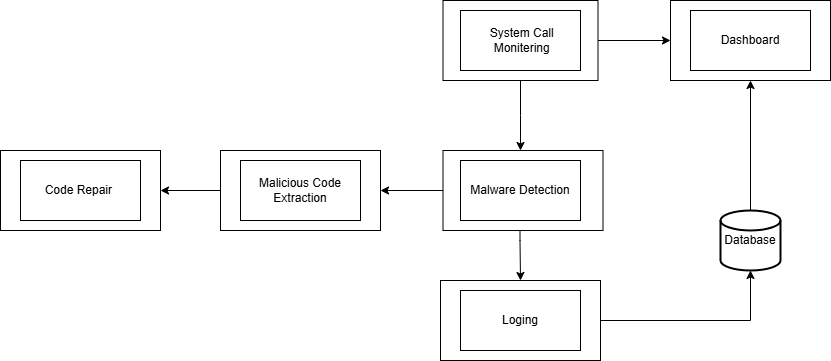 System Call
Monitering
Dashboard
Code Repair
Malicious Code
Extraction
Malware Detection
Database
Loging